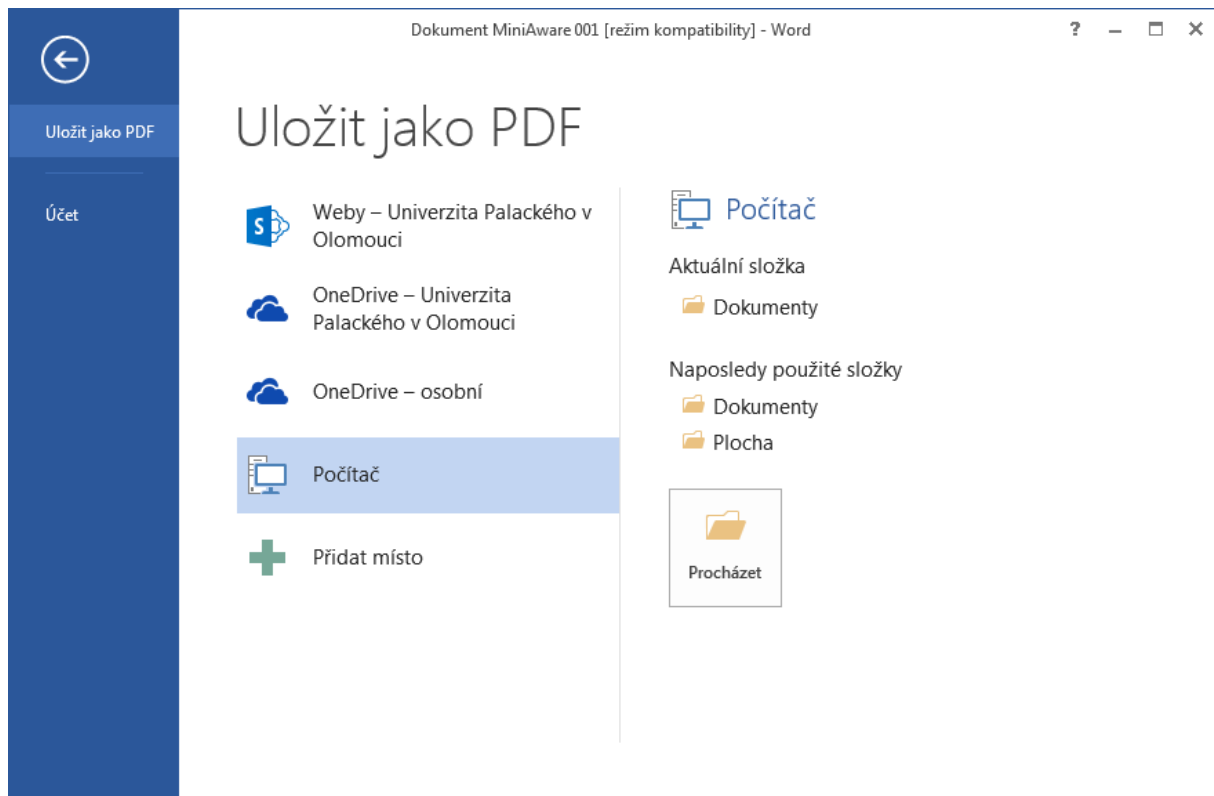 Dokument MiniAware 001 [režim kompatibility] - Word
?
Uložit jako PDF
Účet
Uložit jako PDF
S
Weby – Univerzita Palackého v
Olomouci
OneDrive – Univerzita
Palackého v Olomouci
OneDrive – osobní
Počítač
Přidat místo
Počítač
Aktuální složka
Dokumenty
Naposledy použité složky
Dokumenty
Plocha
Procházet